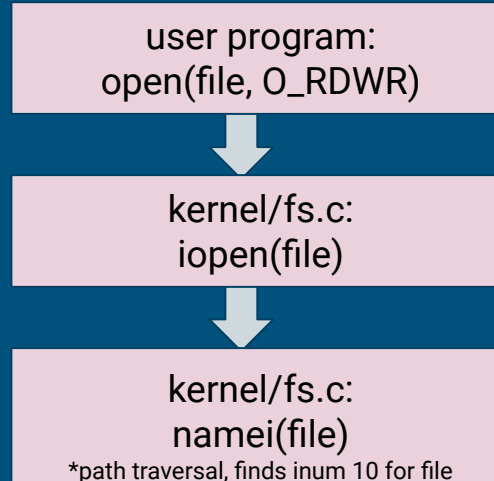 user program:
open(file, O_RDWR)
kernel/fs.c:
iopen(file)
kernel/fs.c:
namei(file)
*path traversal, finds inum 10 for file